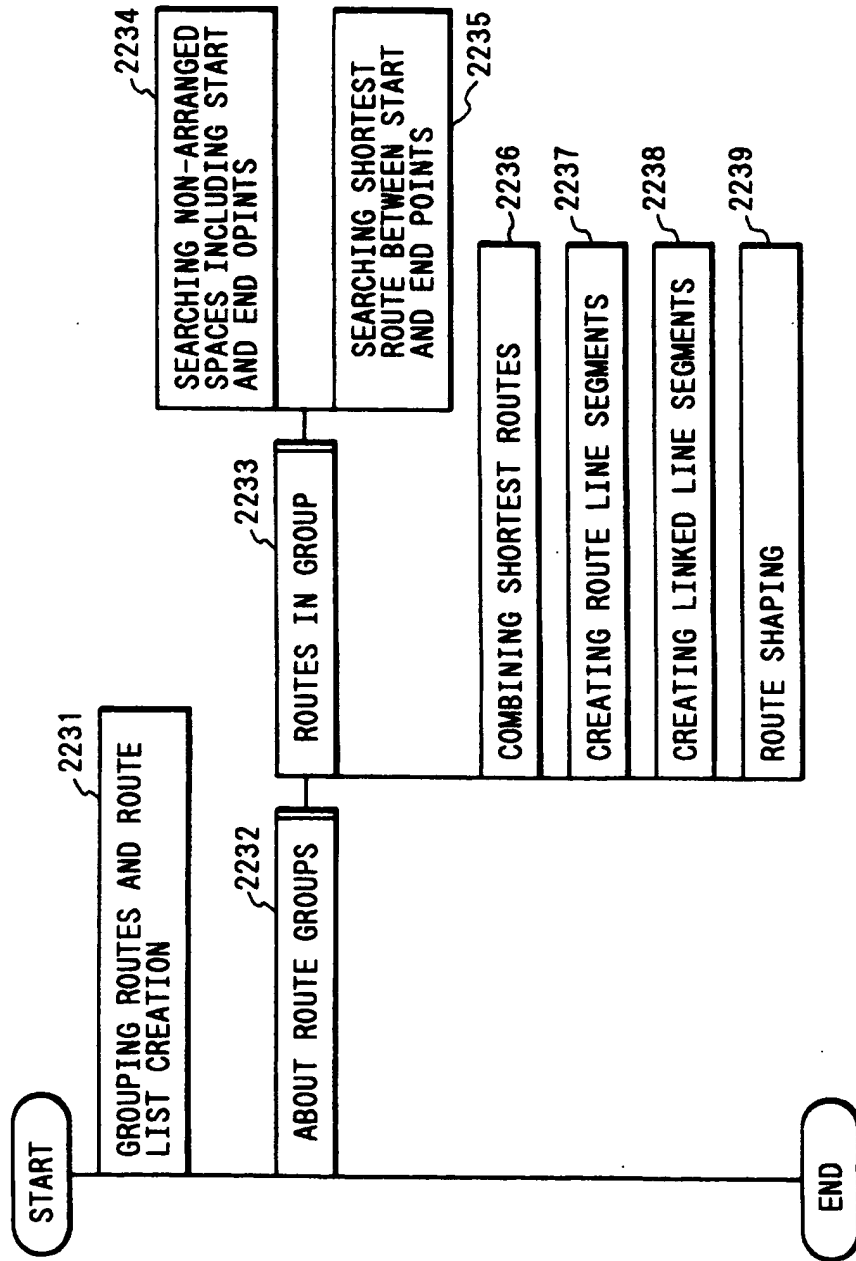 START
2231
GROUPING ROUTES AND ROUTE
LIST CREATION
2232
ABOUT ROUTE GROUPS
2233
ROUTES IN GROUP
2234
SEARCHING NON-ARRANGED
SPACES INCLUDING START
AND END OPINTS
2235
SEARCHING SHORTEST
ROUTE BETWEEN START
AND END POINTS
2236
COMBINING SHORTEST ROUTES
2237
CREATING ROUTE LINE SEGMENTS
2238
CREATING LINKED LINE SEGMENTS
2239
ROUTE SHAPING
END